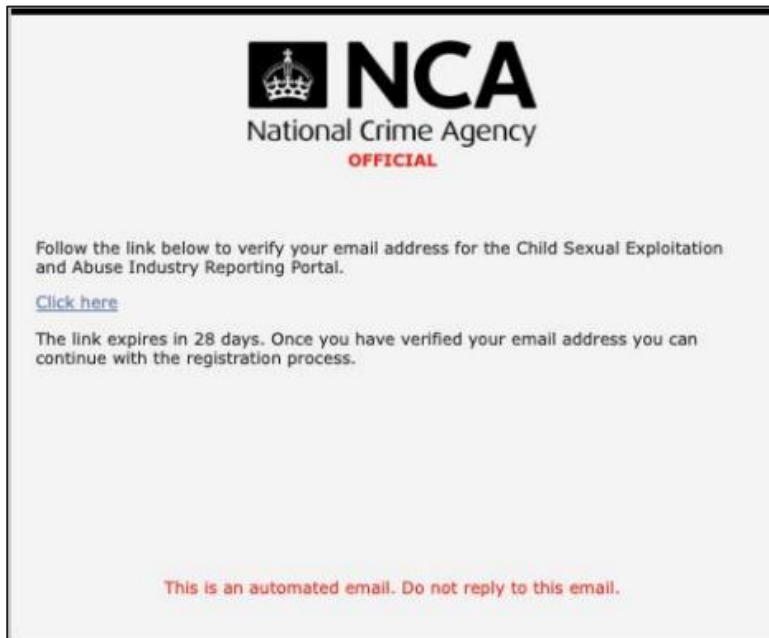 NCA
National Crime Agency
OFFICIAL
Follow the link below to verify your email address for the Child Sexual Exploitation
and Abuse Industry Reporting Portal.
Click here
The link expires in 28 days. Once you have verified your email address you can
continue with the registration process.
This is an automated email. Do not reply to this email.